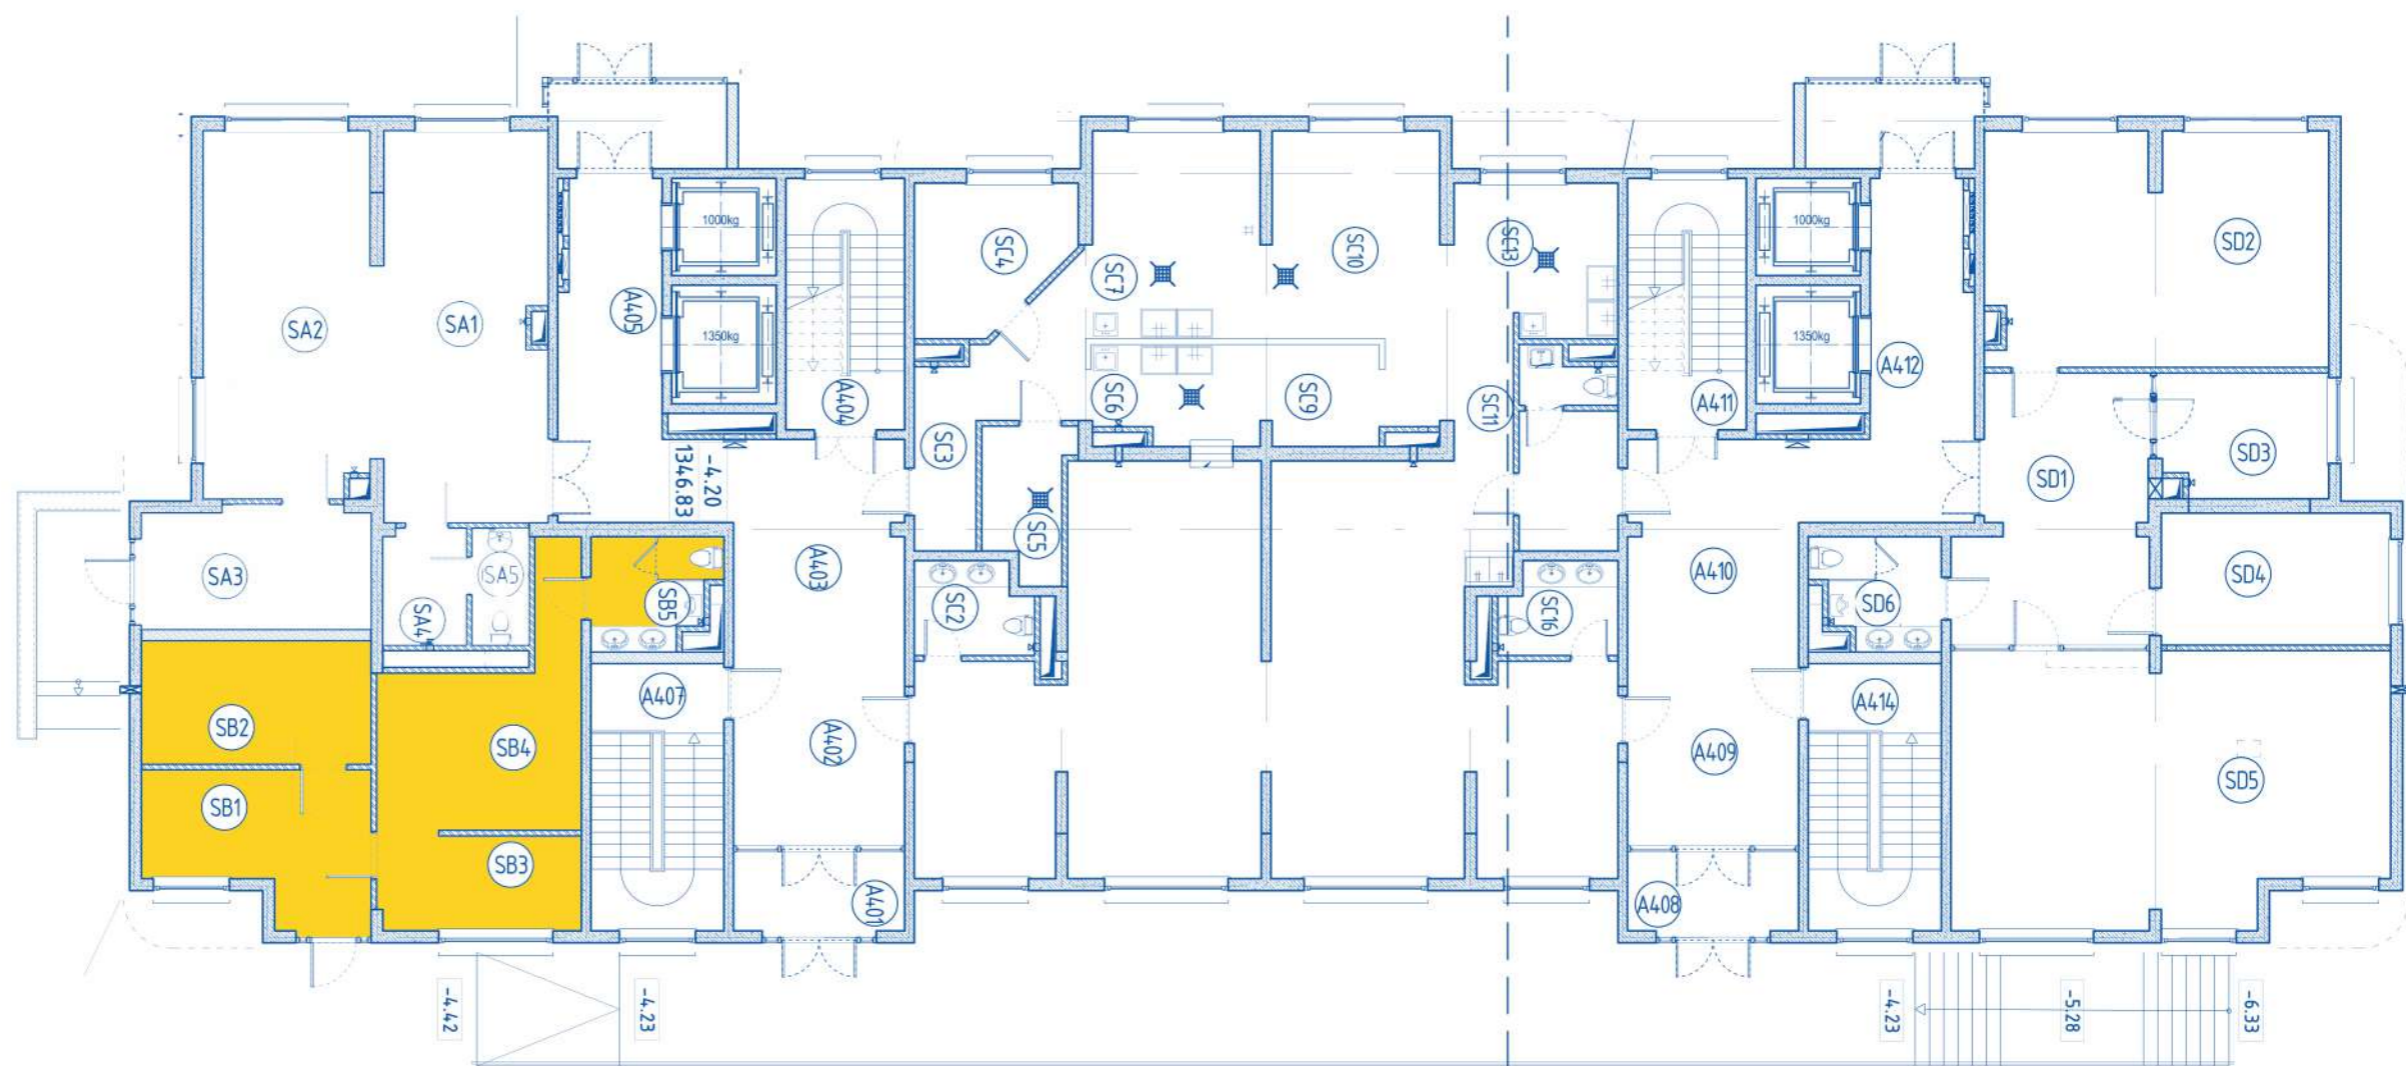 1000kg
1000kg
SC4
SC7
SC10
SC13
SD2
A405
SA2
SA1
1350kg
1350kg
A412
A404
SC6
SC9
SC11
A411
SC3
SD3
-4.20
1346.83
SD1
SC5
SA3
SA5
A403
A410
SD4
SA4
SB5
SC2
SC16
SD6
A407
A414
SB2
SB4
A402
A409
SD5
SB1
SB3
A401
A408
-4.42
-4.23
-4.23
-5.28
-6.33